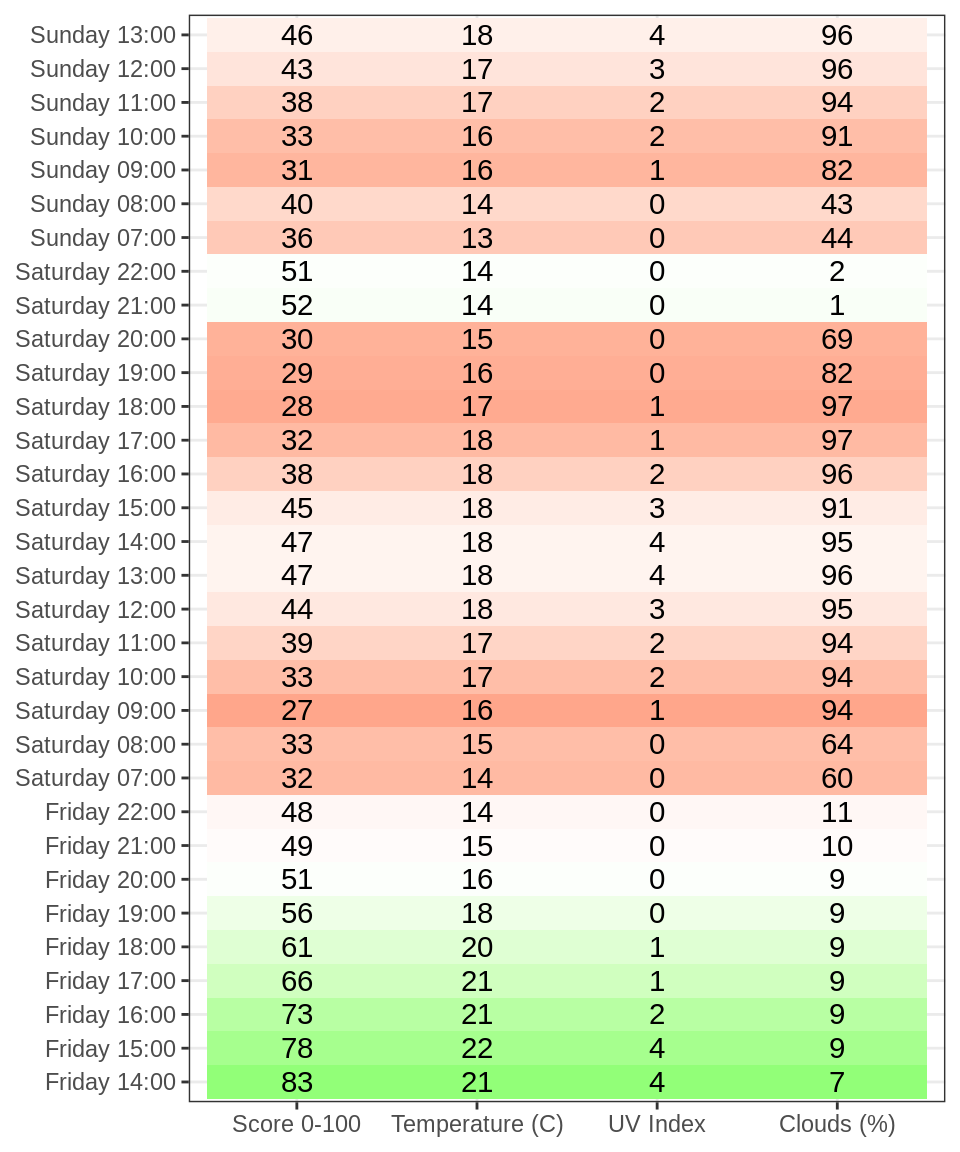 Sunday 13:00 46 18 4 96
Sunday 12:00 43 17 3 96
Sunday 11:00 38 17 2 94
Sunday 10:00 33 16 2 91
Sunday 09:00 31 16 1 82
Sunday 08:00 40 14 0 43
Sunday 07:00 36 13 0 44
Saturday 22:00 51 14 0 2
Saturday 21:00 52 14 0 1
Saturday 20:00 30 15 0 69
Saturday 19:00 29 16 0 82
Saturday 18:00 28 17 1 97
Saturday 17:00 32 18 1 97
Saturday 16:00 38 18 2 96
Saturday 15:00 45 18 3 91
Saturday 14:00 47 18 4 95
Saturday 13:00 47 18 4 96
Saturday 12:00 44 18 3 95
Saturday 11:00 39 17 2 94
Saturday 10:00 33 17 2 94
Saturday 09:00 27 16 1 94
Saturday 08:00 33 15 0 64
Saturday 07:00 32 14 0 60
Friday 22:00 48 14 0 11
Friday 21:00 49 15 0 10
Friday 20:00 51 16 0 9
Friday 19:00 56 18 0 9
Friday 18:00 61 20 1 9
Friday 17:00 66 21 1 9
Friday 16:00 73 21 2 9
Friday 15:00 78 22 4 9
Friday 14:00 83 21 4 7
Score 0-100 Temperature (C) UV Index Clouds (%)